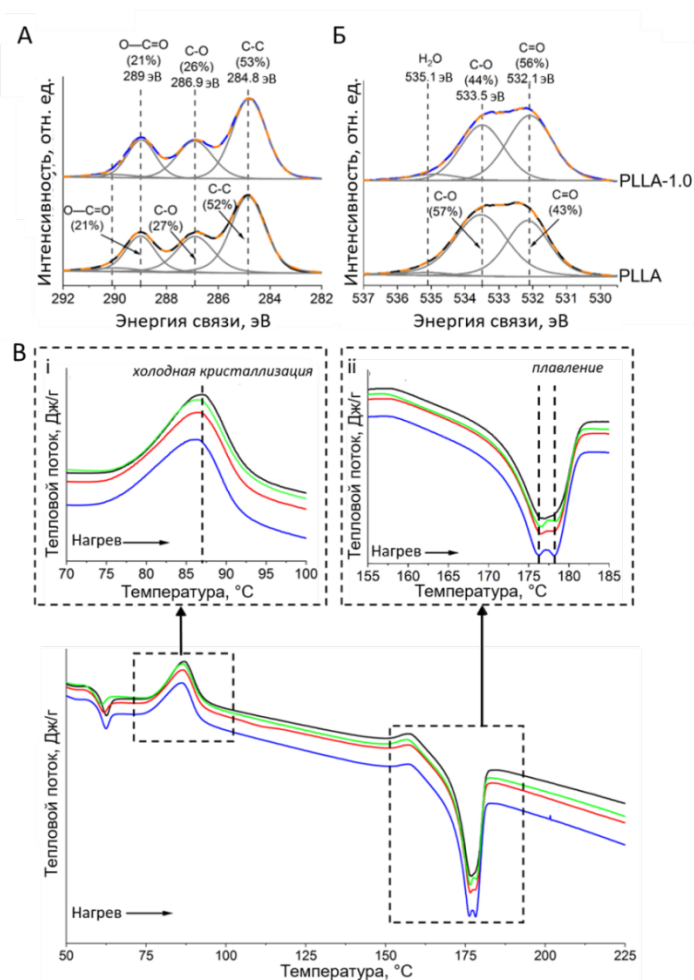 А
Б
O—C=O
(21%)
289 эВ
C-O
(26%)
286.9 эВ
C-C
(53%)
284.8 эВ
O—C=O
(21%)
C-O
(27%)
C-C
(52%)
Интенсивность, отн. ед.
292 290 288 286 284 282
Энергия связи, эВ
H₂O
535.1 эВ
C-O
(44%)
533.5 эВ
C=O
(56%)
532.1 эВ
PLLA-1.0
C-O
(57%)
C=O
(43%)
PLLA
Интенсивность, отн. ед.
537 536 535 534 533 532 531 530
Энергия связи, эВ
В
i
холодная кристаллизация
Тепловой поток, Дж/г
Нагрев
70 75 80 85 90 95 100
Температура, °C
ii
плавление
Тепловой поток, Дж/г
Нагрев
155 160 165 170 175 180 185
Температура, °C
Тепловой поток, Дж/г
Нагрев
50 75 100 125 150 175 200 225
Температура, °C